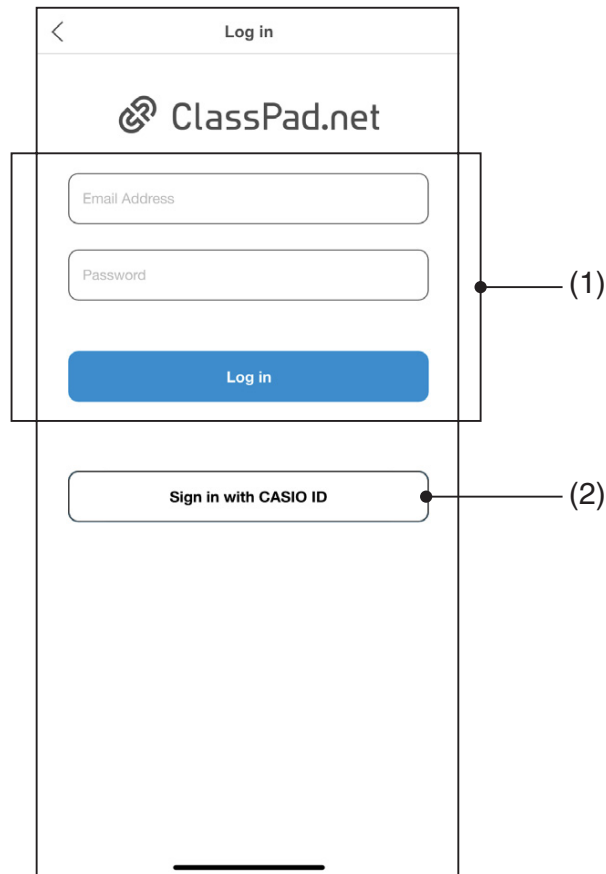 Log in
ClassPad.net
Email Address
Password
(1)
Log in
Sign in with CASIO ID
(2)